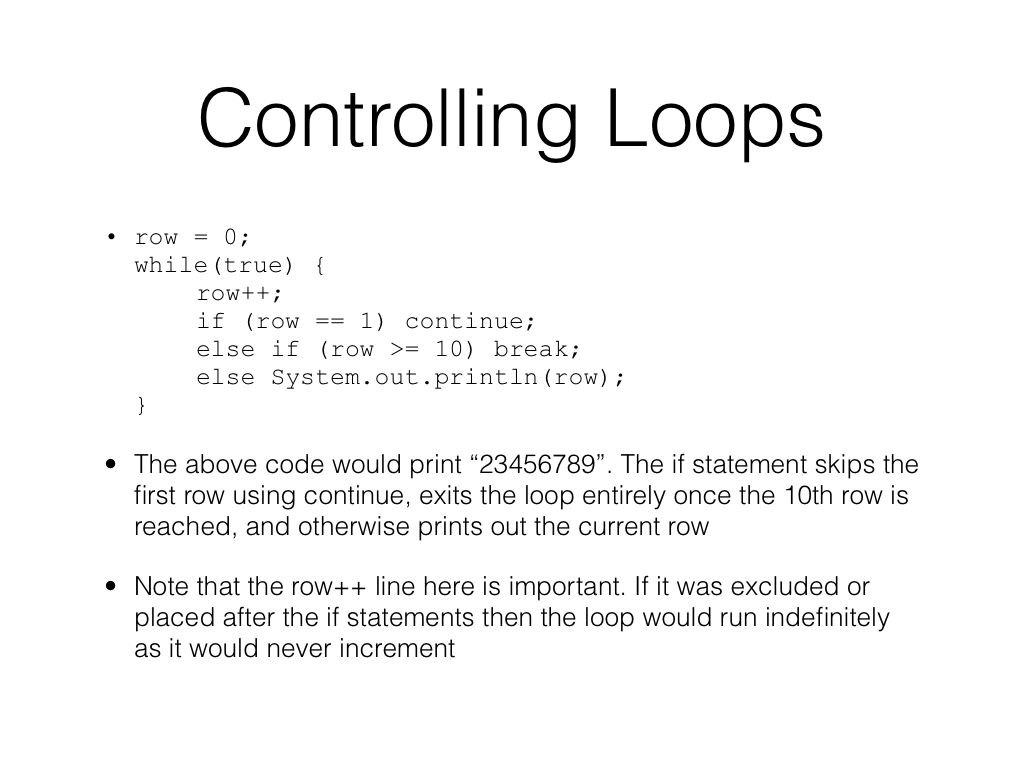 Controlling Loops
• row = 0;
while(true) {
row++;
if (row == 1) continue;
else if (row >= 10) break;
else System.out.println(row);
}
• The above code would print “23456789”. The if statement skips the
first row using continue, exits the loop entirely once the 10th row is
reached, and otherwise prints out the current row
• Note that the row++ line here is important. If it was excluded or
placed after the if statements then the loop would run indefinitely
as it would never increment